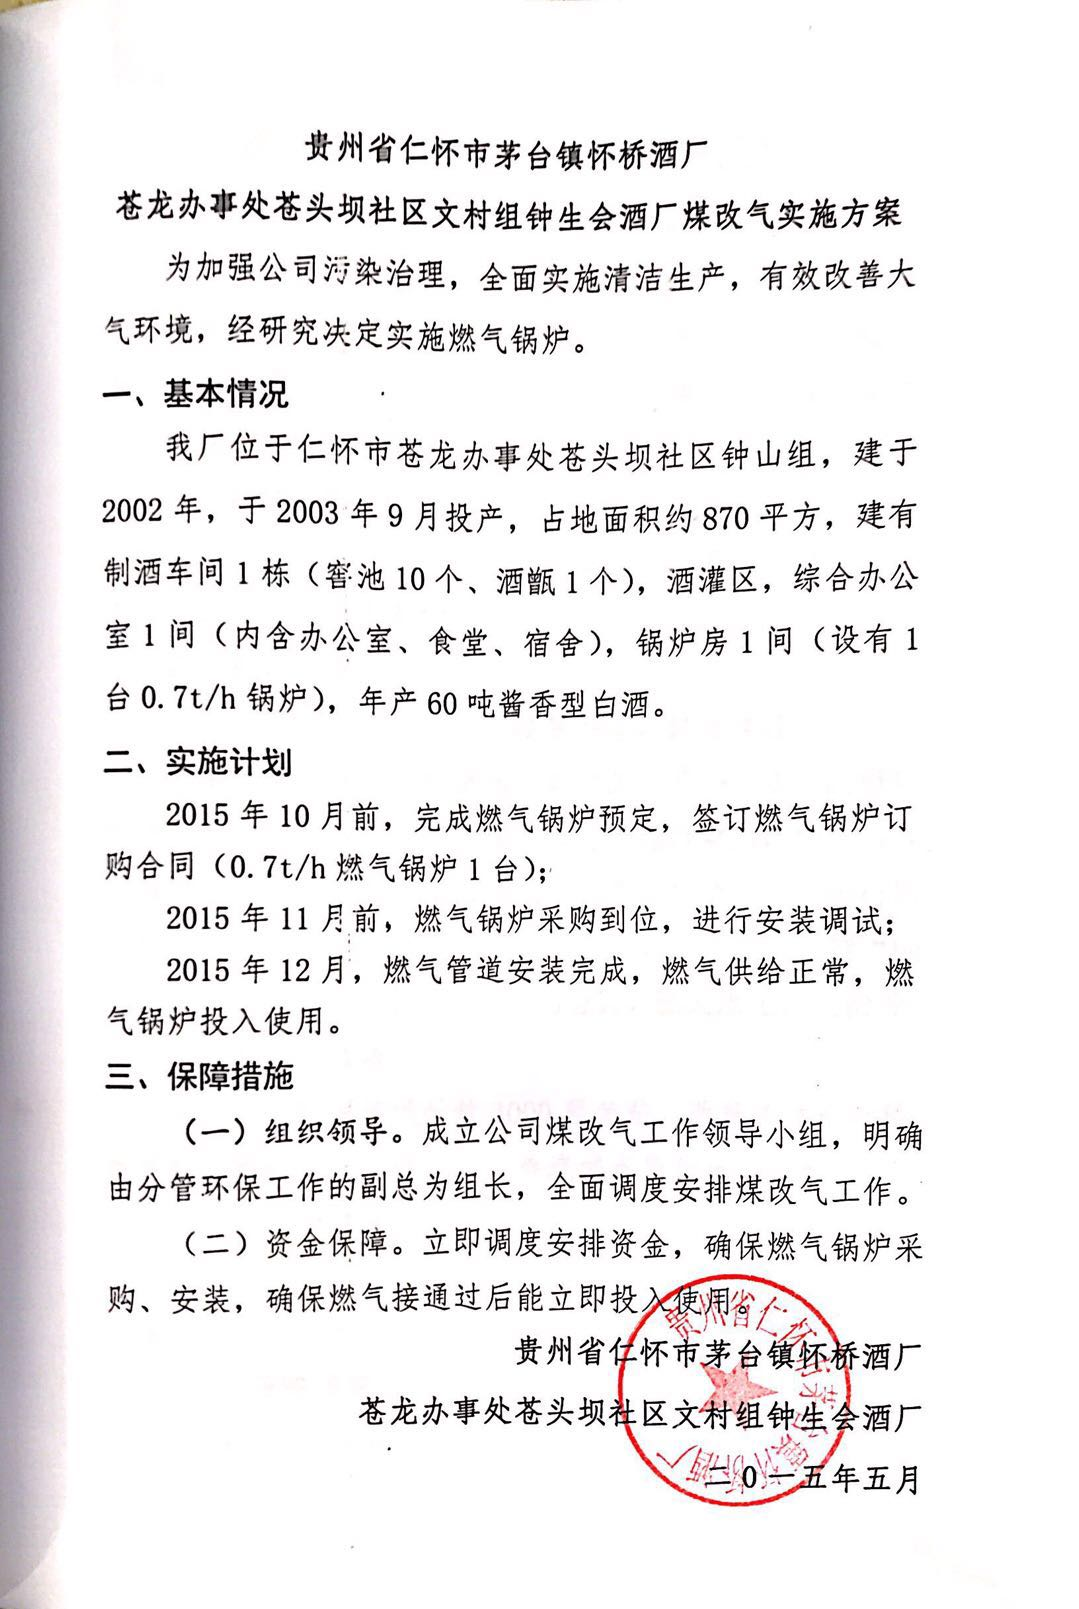 贵州省仁怀市茅台镇怀桥酒厂
苍龙办事处苍头坝社区文村组钟生会酒厂煤改气实施方案
为加强公司污染治理，全面实施清洁生产，有效改善大
气环境，经研究决定实施燃气锅炉。
一、基本情况
我厂位于仁怀市苍龙办事处苍头坝社区钟山组，建于
2002年，于2003年9月投产，占地面积约870平方，建有
制酒车间1栋（窖池10个、酒甑1个），酒灌区，综合办公
室1间（内含办公室、食堂、宿舍），锅炉房1间（设有1
台0.7t/h锅炉），年产60吨酱香型白酒。
二、实施计划
2015年10月前，完成燃气锅炉预定，签订燃气锅炉订
购合同（0.7t/h燃气锅炉1台）；
2015年11月前，燃气锅炉采购到位，进行安装调试；
2015年12月，燃气管道安装完成，燃气供给正常，燃
气锅炉投入使用。
三、保障措施
（一）组织领导。成立公司煤改气工作领导小组，明确
由分管环保工作的副总为组长，全面调度安排煤改气工作。
（二）资金保障。立即调度安排资金，确保燃气锅炉采
购、安装，确保燃气接通过后能立即投入使用。
贵州省仁怀市茅台镇怀桥酒厂
苍龙办事处苍头坝社区文村组钟生会酒厂
二0一五年五月
贵州省仁怀市茅台镇怀桥酒厂